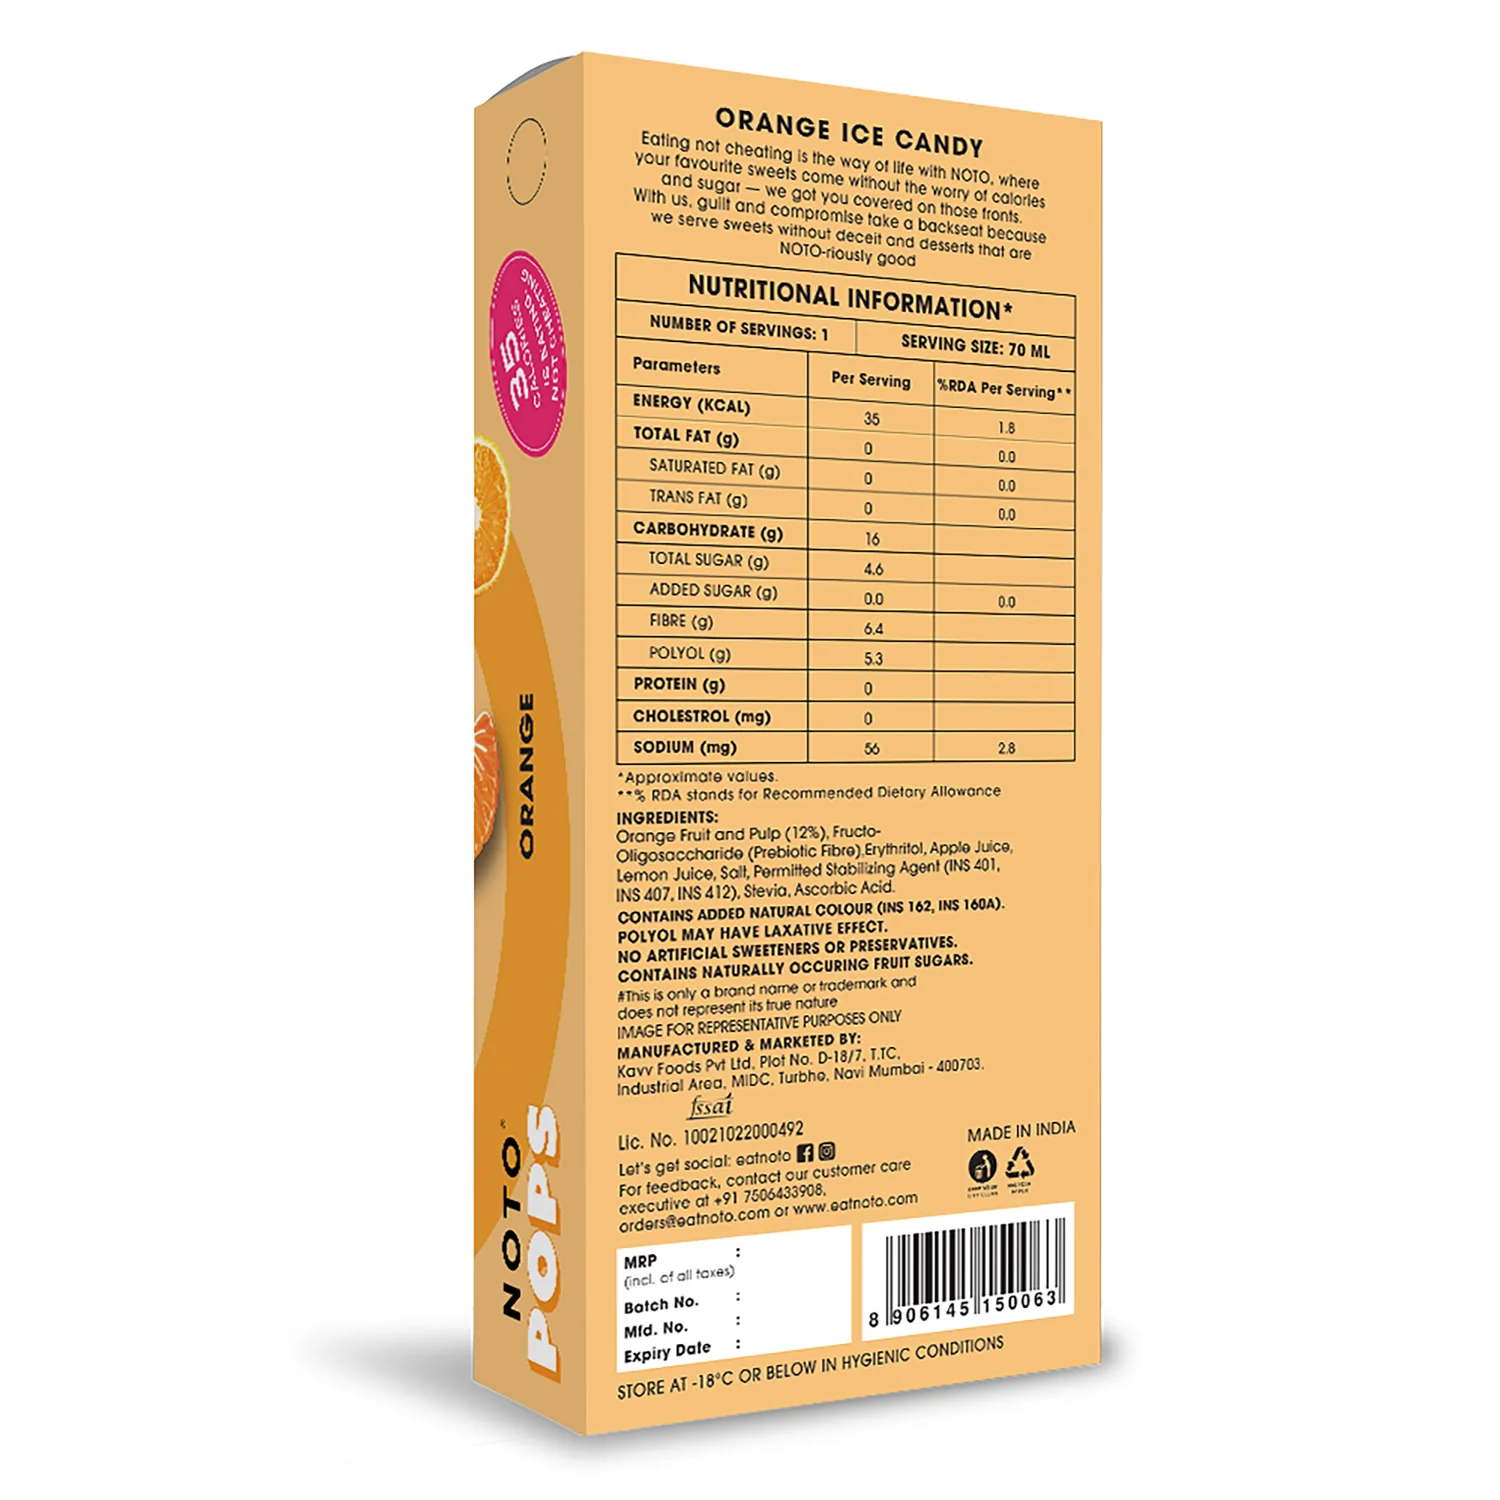 ORANGE ICE CANDY
Eating not cheating is the way of life with NOTO, where
your favourite sweets come without the worry of calories
and sugar — we got you covered on those fronts.
With us, guilt and compromise take a backseat because
we serve sweets without deceit and desserts that are
NOTO-riously good
NUTRITIONAL INFORMATION*
NUMBER OF SERVINGS: 1 SERVING SIZE: 70 ML
Parameters Per Serving %RDA Per Serving**
ENERGY (KCAL) 35 1.8
TOTAL FAT (g) 0 0.0
SATURATED FAT (g) 0 0.0
TRANS FAT (g) 0 0.0
CARBOHYDRATE (g) 16
TOTAL SUGAR (g) 4.6
ADDED SUGAR (g) 0.0 0.0
FIBRE (g) 6.4
POLYOL (g) 5.3
PROTEIN (g) 0
CHOLESTROL (mg) 0
SODIUM (mg) 56 2.8
*Approximate values.
**% RDA stands for Recommended Dietary Allowance
INGREDIENTS:
Orange Fruit and Pulp (12%), Fructo-
Oligosaccharide (Prebiotic Fibre),Erythritol, Apple Juice,
Lemon Juice, Salt, Permitted Stabilizing Agent (INS 401,
INS 407, INS 412), Stevia, Ascorbic Acid.
CONTAINS ADDED NATURAL COLOUR (INS 162, INS 160A).
POLYOL MAY HAVE LAXATIVE EFFECT.
NO ARTIFICIAL SWEETENERS OR PRESERVATIVES.
CONTAINS NATURALLY OCCURING FRUIT SUGARS.
#This is only a brand name or trademark and
does not represent its true nature
IMAGE FOR REPRESENTATIVE PURPOSES ONLY
MANUFACTURED & MARKETED BY:
Kavv Foods Pvt Ltd, Plot No. D-18/7, T.TC,
Industrial Area, MIDC, Turbhe, Navi Mumbai - 400703.
fssai
Lic. No. 10021022000492
MADE IN INDIA
Let's get social: eatnoto
For feedback, contact our customer care
executive at +91 7506433908,
orders@eatnoto.com or www.eatnoto.com
MRP :
(incl. of all taxes)
Batch No. :
Mfd. No. :
Expiry Date :
8 906145 150063
STORE AT -18°C OR BELOW IN HYGIENIC CONDITIONS
35
CALORIES
IS EATING,
NOT CHEATING
ORANGE
NOTO®
POPS